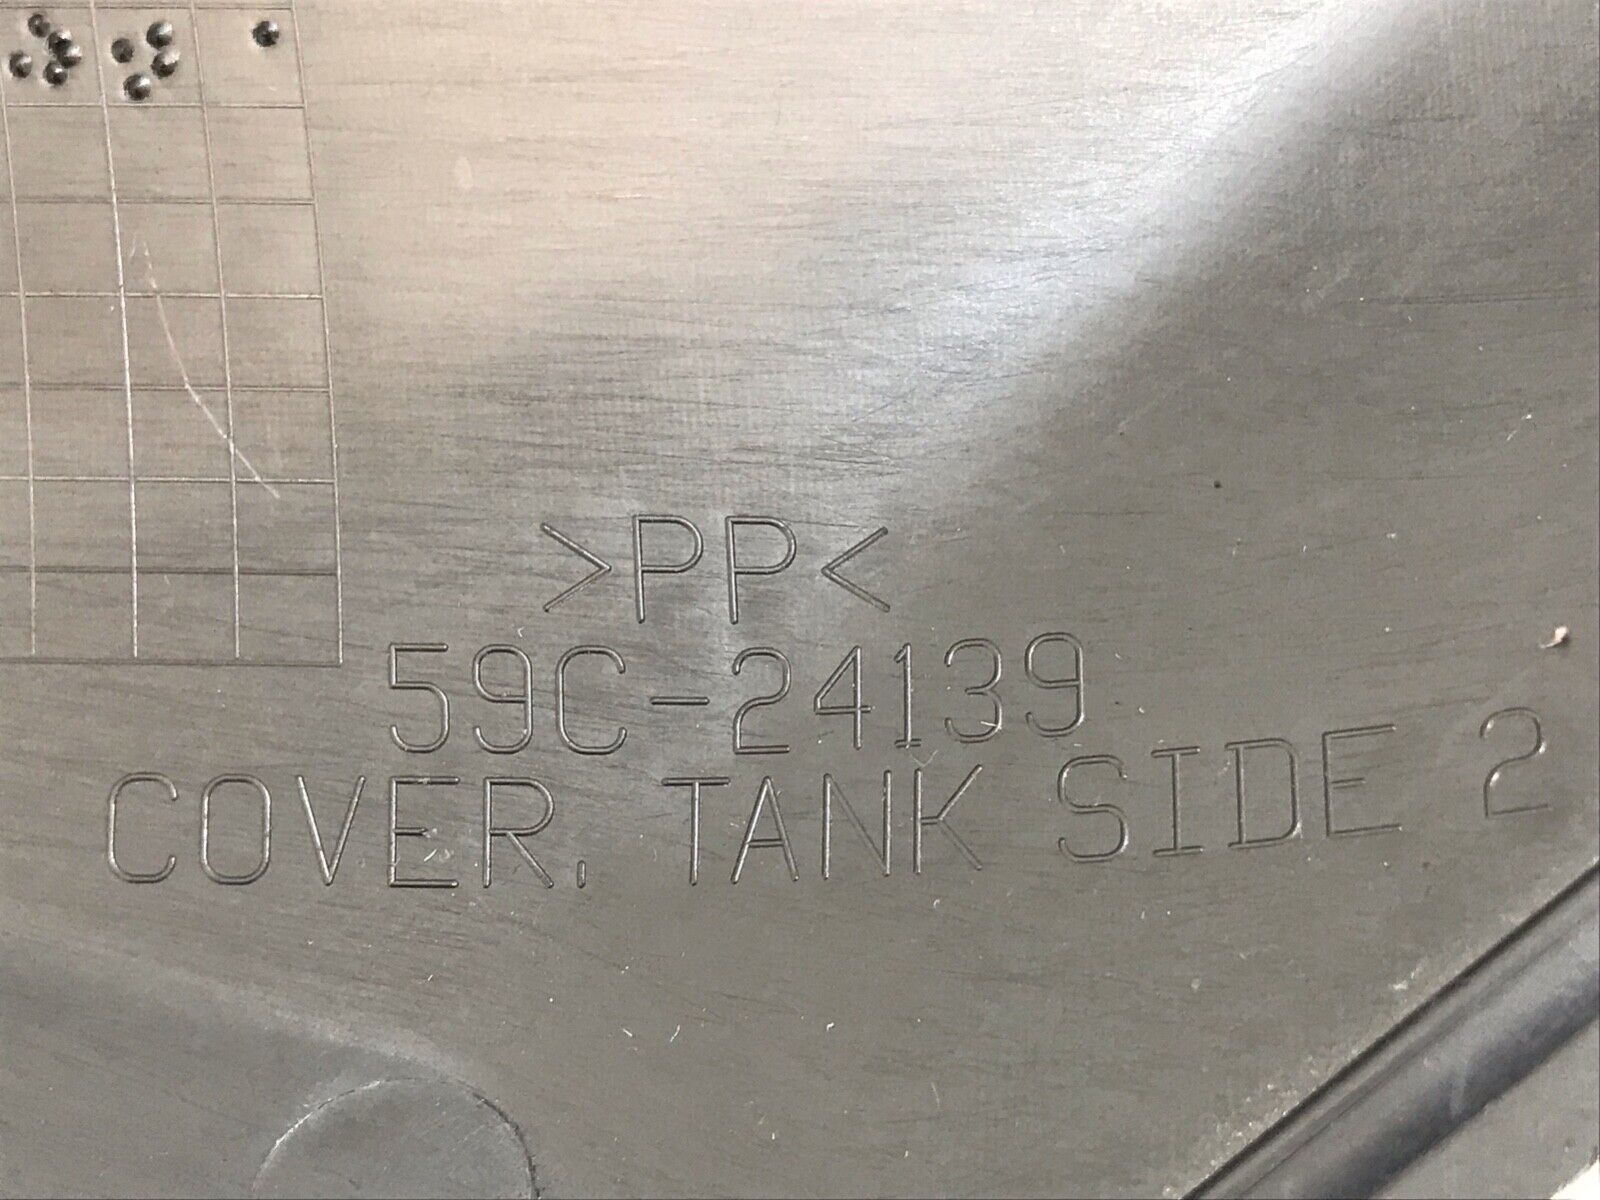 >PP<
59C-24139
COVER, TANK SIDE 2